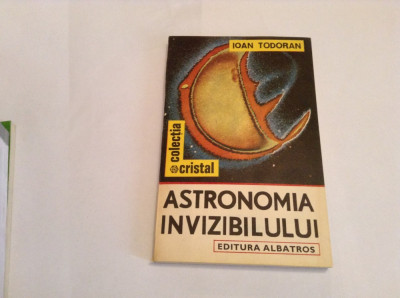 IOAN TODORAN
colecția
cristal
ASTRONOMIA
INVIZIBILULUI
EDITURA ALBATROS